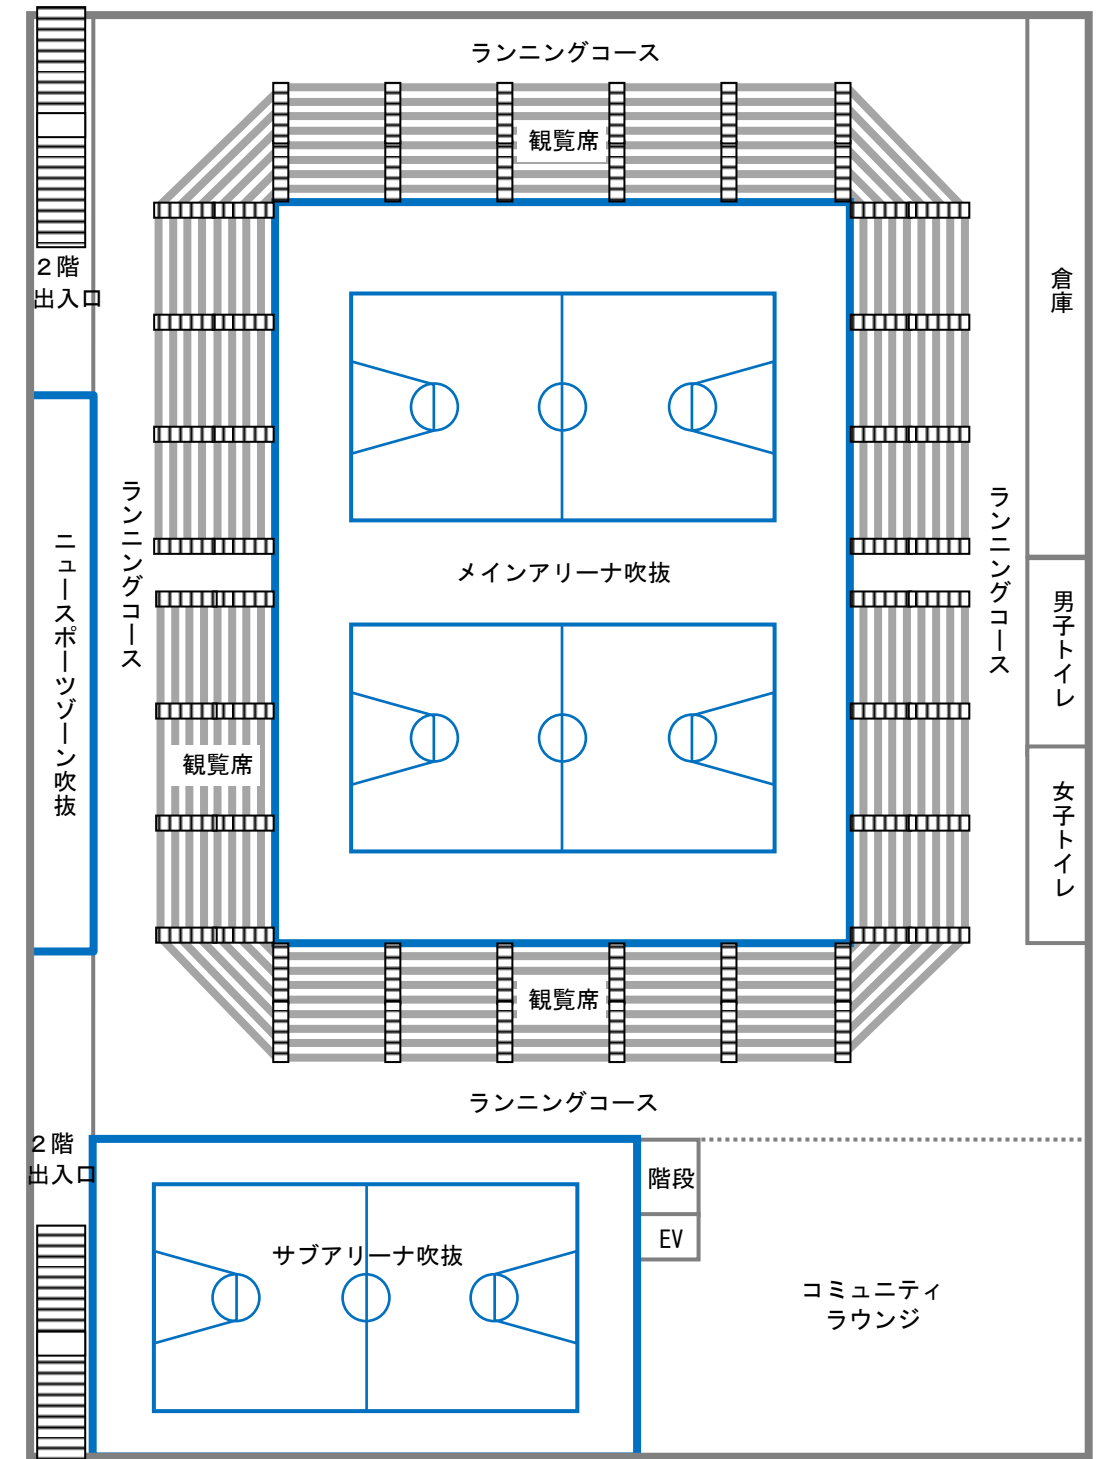 ランニングコース
観覧席
２階
出入口
倉庫
ランニングコース
ランニングコース
ニュースポーツゾーン吹抜
メインアリーナ吹抜
男子トイレ
観覧席
女子トイレ
観覧席
ランニングコース
２階
出入口
階段
EV
サブアリーナ吹抜
コミュニティ
ラウンジ